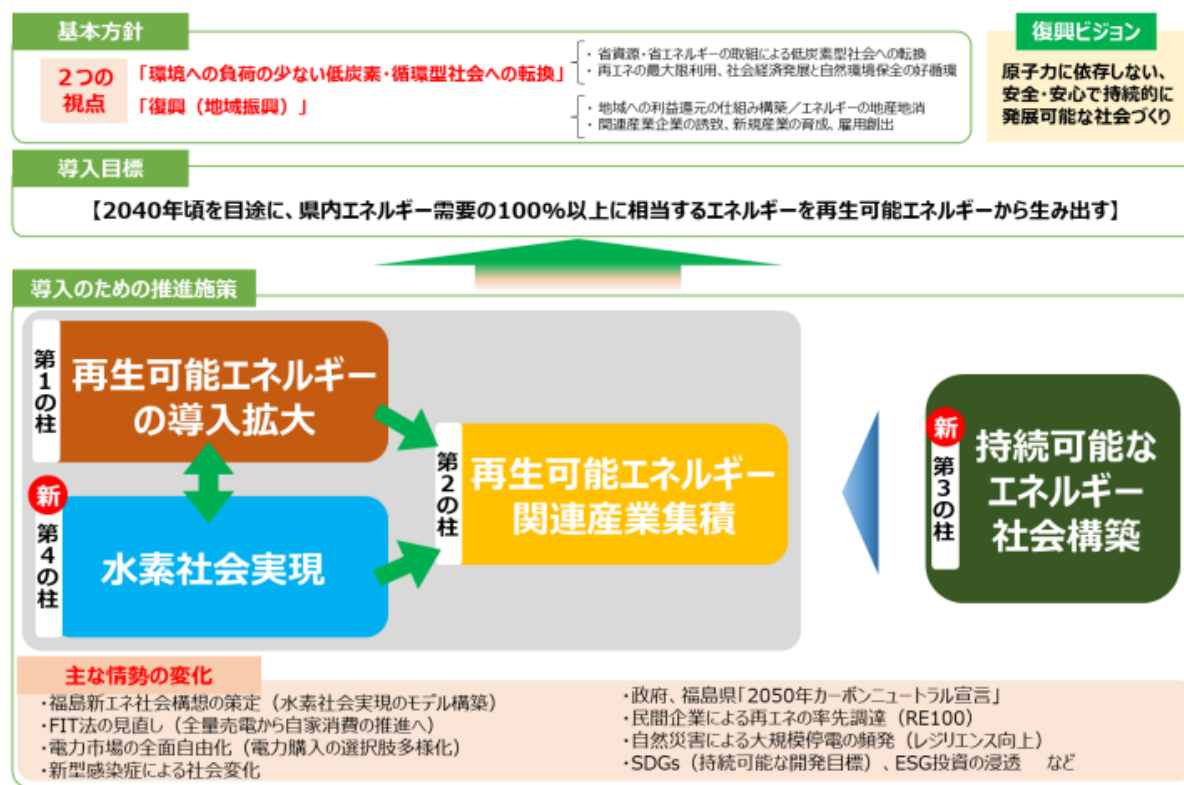 基本方針
2つの
視点
「環境への負荷の少ない低炭素・循環型社会への転換」
・省資源・省エネルギーの取組による低炭素型社会への転換
・再エネの最大限利用、社会経済発展と自然環境保全の好循環
「復興（地域振興）」
・地域への利益還元の仕組み構築／エネルギーの地産地消
・関連産業企業の誘致、新規産業の育成、雇用創出
復興ビジョン
原子力に依存しない、
安全・安心で持続的に
発展可能な社会づくり
導入目標
【2040年頃を目途に、県内エネルギー需要の100%以上に相当するエネルギーを再生可能エネルギーから生み出す】
導入のための推進施策
第1の柱
再生可能エネルギー
の導入拡大
新
第4の柱
水素社会実現
第2の柱
再生可能エネルギー
関連産業集積
新
第3の柱
持続可能な
エネルギー
社会構築
主な情勢の変化
・福島新エネ社会構想の策定（水素社会実現のモデル構築）
・FIT法の見直し（全量売電から自家消費の推進へ）
・電力市場の全面自由化（電力購入の選択肢多様化）
・新型感染症による社会変化
・政府、福島県「2050年カーボンニュートラル宣言」
・民間企業による再エネの率先調達（RE100）
・自然災害による大規模停電の頻発（レジリエンス向上）
・SDGs（持続可能な開発目標）、ESG投資の浸透　など